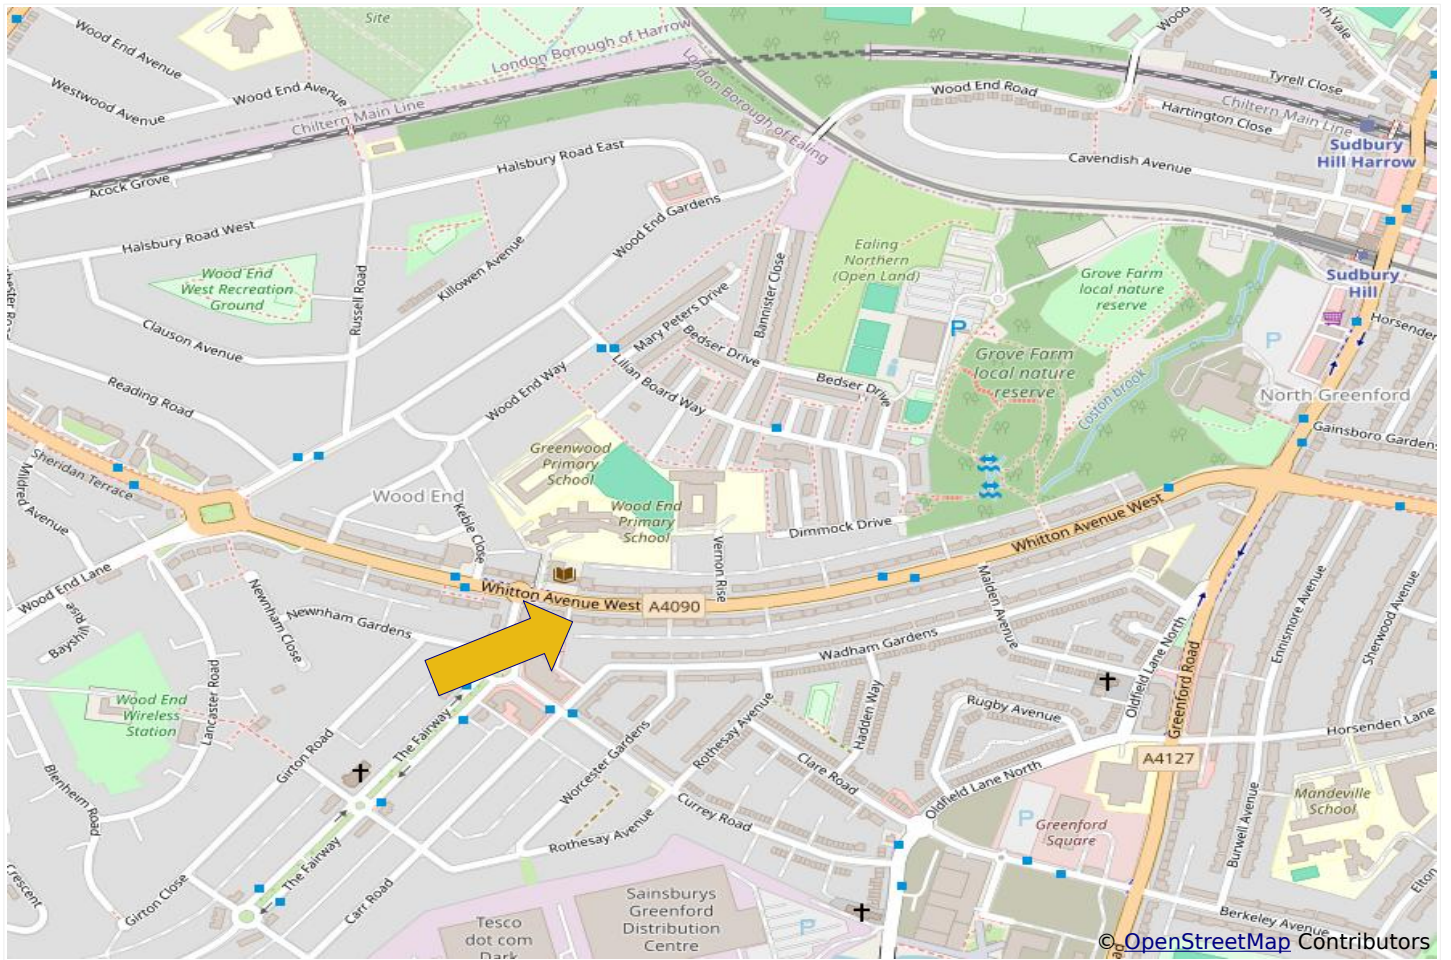 Site
Wood End Avenue
Westwood Avenue
Wood End Avenue
London Borough of Harrow
London Borough of Ealing
Chiltern Main Line
Wood End Road
Tyrell Close
Hartington Close
Chiltern Main Line
Cavendish Avenue
Sudbury
Hill Harrow
Acock Grove
Halsbury Road East
Halsbury Road West
Wood End Gardens
Wood End
West Recreation
Ground
Russell Road
Killowen Avenue
Clauson Avenue
Reading Road
Mary Peters Drive
Bannister Close
Bedser Drive
Bedser Drive
Lilian Board Way
Wood End Way
Ealing
Northern
(Open Land)
P
Grove Farm
local nature
reserve
Grove Farm
local nature
reserve
Coston brook
Sudbury
Hill
P
Horsender
North Greenford
Gainsboro Gardens
Sheridan Terrace
Mildred Avenue
Wood End
Keble Close
Greenwood
Primary
School
Wood End
Primary
School
Vernon Rise
Dimmock Drive
Whitton Avenue West
Whitton Avenue West
A4090
Malden Avenue
Wood End Lane
Bayshill Rise
Newnham Close
Newnham Gardens
Wadham Gardens
Oldfield Lane North
Greenford Road
Ennismore Avenue
Sherwood Avenue
Wood End
Wireless
Station
Lancaster Road
Blenheim Road
Girton Road
The Fairway
Worcester Gardens
Rothesay Avenue
Hadden Way
Rugby Avenue
Clare Road
Oldfield Lane North
A4127
Horsenden Lane
Currey Road
Rothesay Avenue
The Fairway
Girton Close
Carr Road
Crescent
P
Greenford
Square
Mandeville
School
Burwell Avenue
Elton
Berkeley Avenue
Tesco
dot com
Dark
Sainsburys
Greenford
Distribution
Centre
P
© OpenStreetMap Contributors